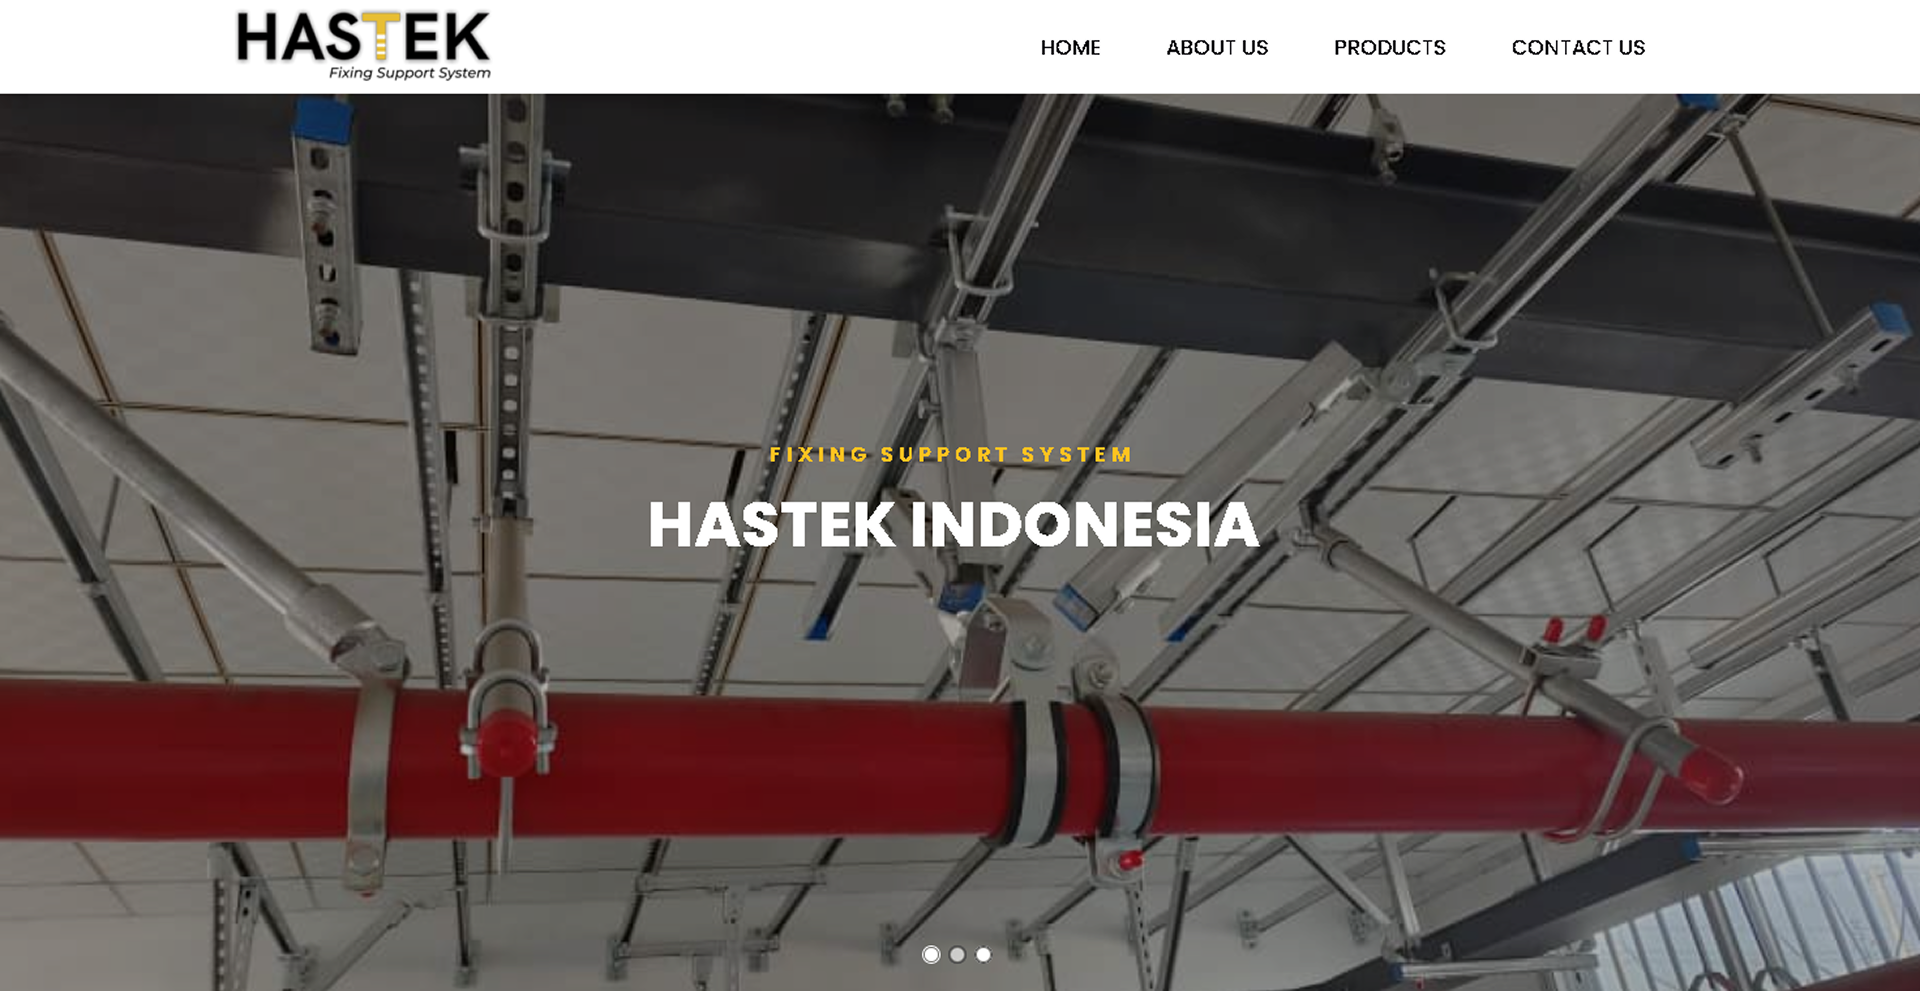 HASTEK
Fixing Support System
HOME ABOUT US PRODUCTS CONTACT US
FIXING SUPPORT SYSTEM
HASTEK INDONESIA